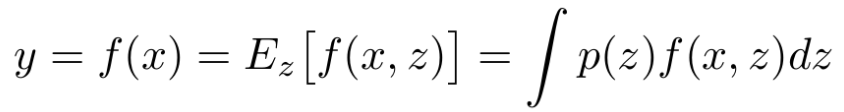 y = f(x) = E_z[f(x, z)] = ∫ p(z)f(x, z)dz